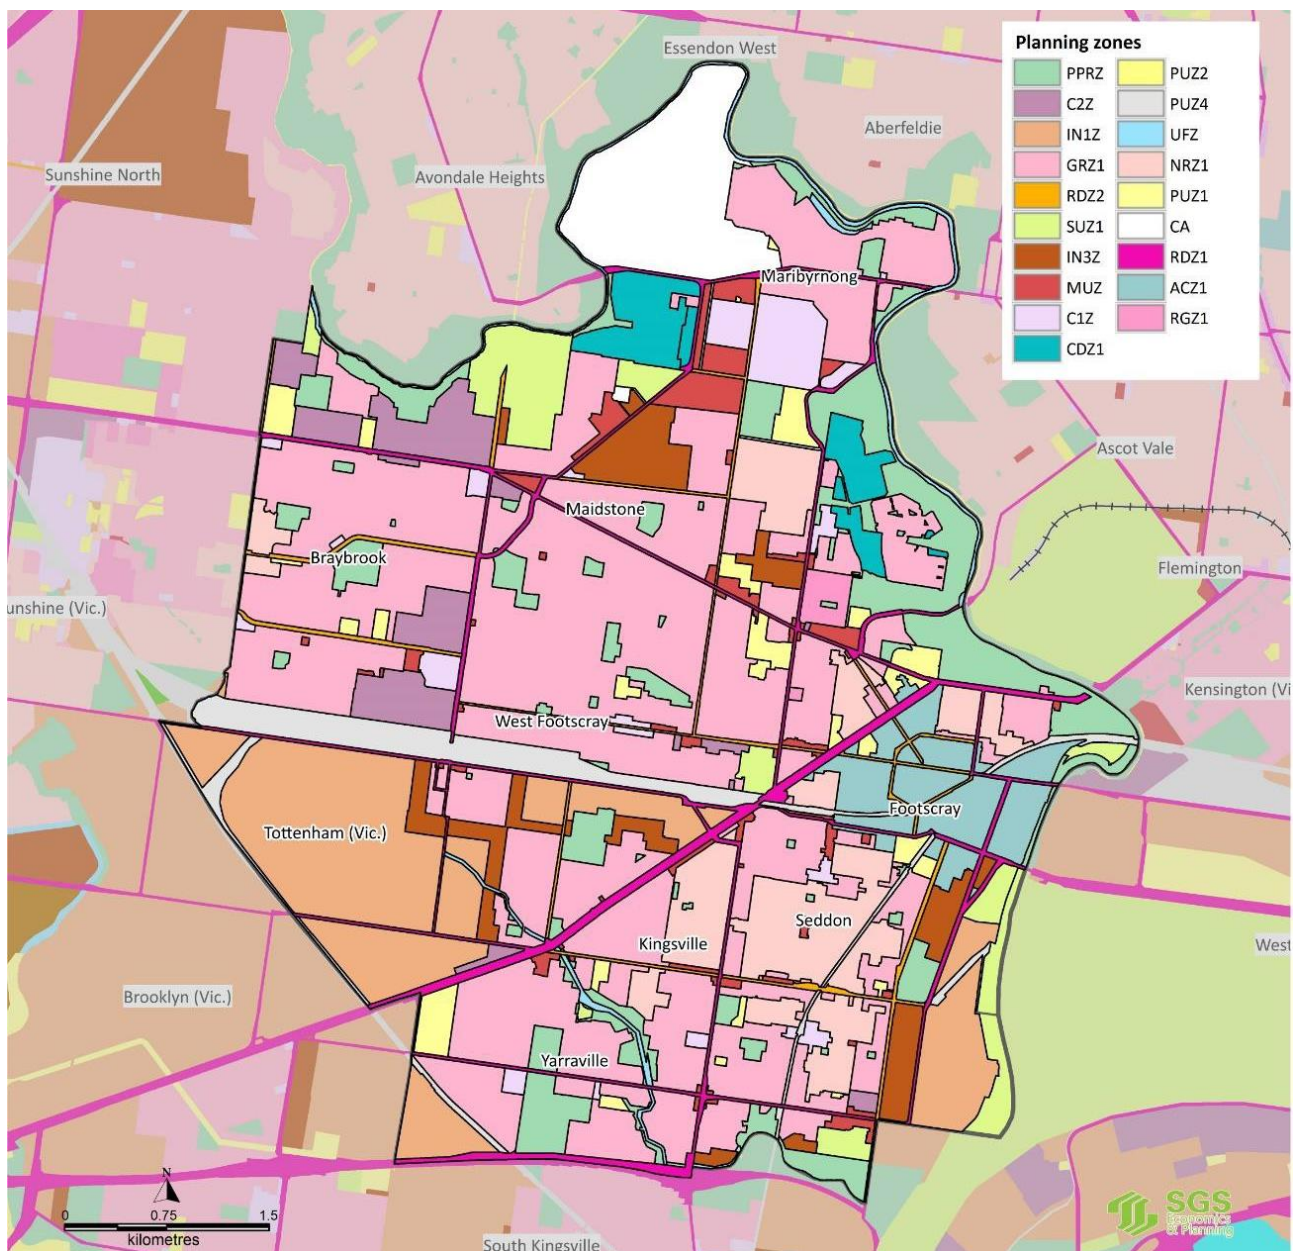 Essendon West
Planning zones
PPRZ
PUZ2
C2Z
PUZ4
IN1Z
UFZ
GRZ1
NRZ1
RDZ2
PUZ1
SUZ1
CA
IN3Z
RDZ1
MUZ
ACZ1
C1Z
RGZ1
CDZ1
Aberfeldie
Sunshine North
Avondale Heights
Maribyrnong
Ascot Vale
Maidstone
Braybrook
Flemington
unshine (Vic.)
Kensington (Vi
West Footscray
Footscray
Tottenham (Vic.)
Seddon
Kingsville
West
Brooklyn (Vic.)
Yarraville
N
0 0.75 1.5
kilometres
SGS
Economics
& Planning
South Kingsville